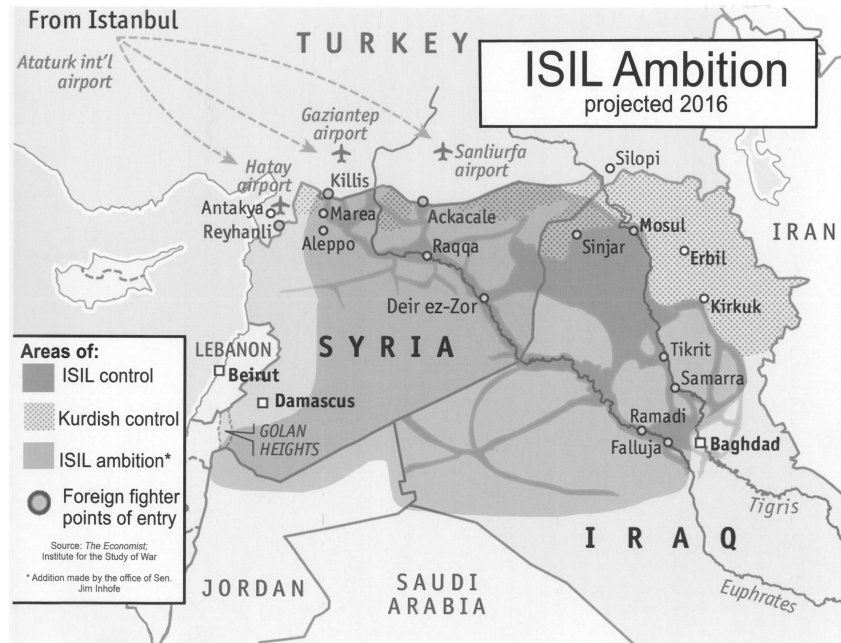 From Istanbul
Ataturk int'l
airport
TURKEY
ISIL Ambition
projected 2016
Gaziantep
airport
Sanliurfa
airport
Hatay
airport
Silopi
Killis
Antakya
Marea
Ackacale
Mosul
IRAN
Reyhanli
Aleppo
Raqqa
Sinjar
Erbil
Deir ez-Zor
Kirkuk
SYRIA
LEBANON
Beirut
Tikrit
Samarra
Damascus
GOLAN
HEIGHTS
Ramadi
Falluja
Baghdad
Tigris
IRAQ
JORDAN
SAUDI
ARABIA
Euphrates
Areas of:
ISIL control
Kurdish control
ISIL ambition*
Foreign fighter
points of entry
Source: The Economist;
Institute for the Study of War
* Addition made by the office of Sen.
Jim Inhofe